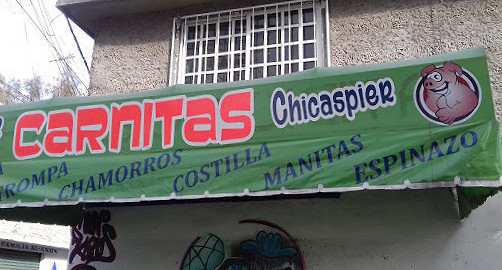 CARNITAS Chicaspier
TROMPA CHAMORROS COSTILLA MANITAS ESPINAZO